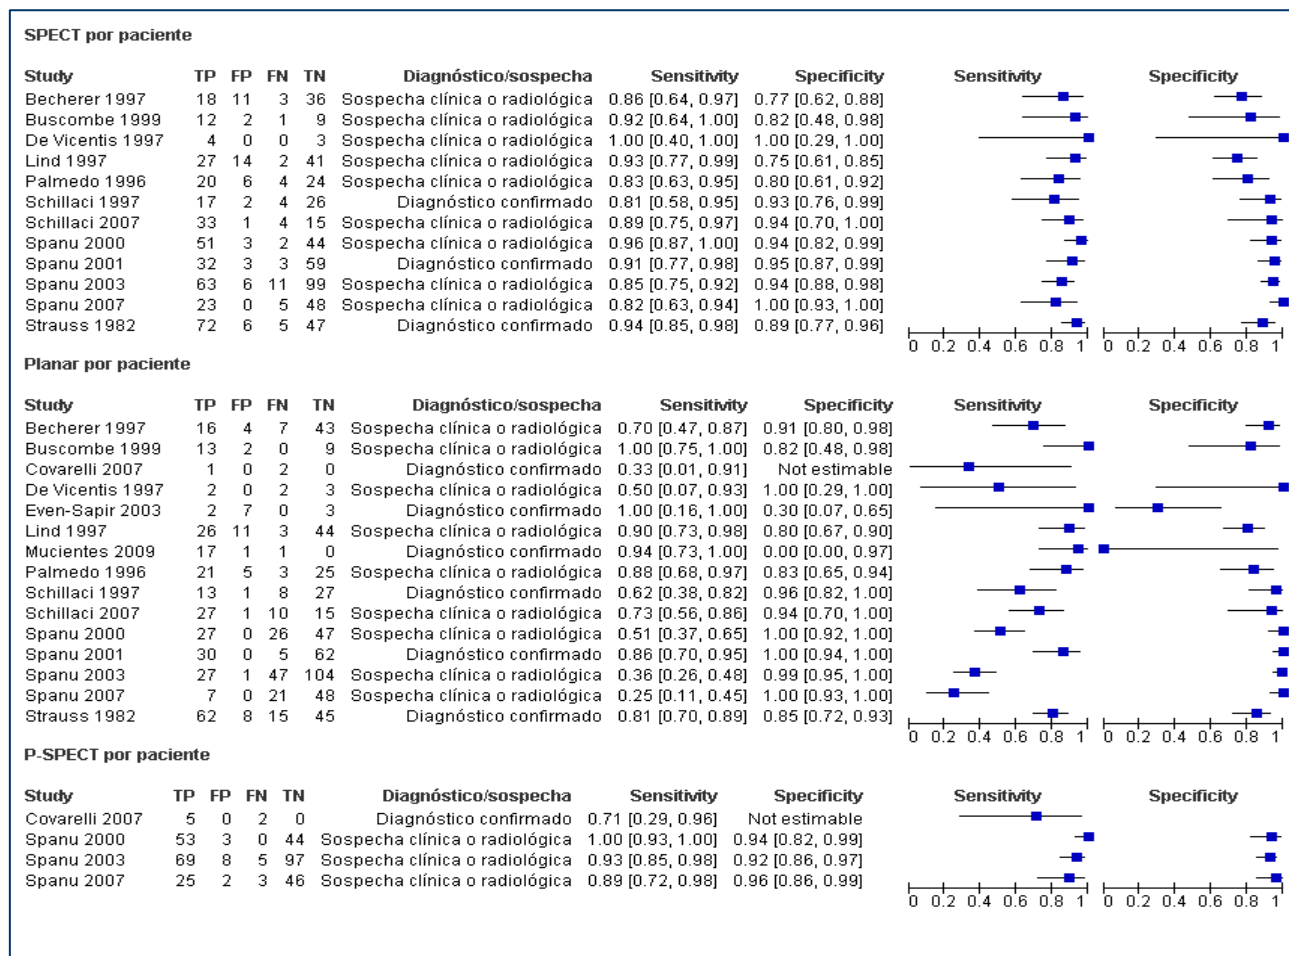 SPECT por paciente
Study TP FP FN TN Diagnóstico/sospecha Sensitivity Specificity Sensitivity Specificity
Becherer 1997 18 11 3 36 Sospecha clínica o radiológica 0.86 [0.64, 0.97] 0.77 [0.62, 0.88]
Buscombe 1999 12 2 1 9 Sospecha clínica o radiológica 0.92 [0.64, 1.00] 0.82 [0.48, 0.98]
De Vicentis 1997 4 0 0 3 Sospecha clínica o radiológica 1.00 [0.40, 1.00] 1.00 [0.29, 1.00]
Lind 1997 27 14 2 41 Sospecha clínica o radiológica 0.93 [0.77, 0.99] 0.75 [0.61, 0.85]
Palmedo 1996 20 6 4 24 Sospecha clínica o radiológica 0.83 [0.63, 0.95] 0.80 [0.61, 0.92]
Schillaci 1997 17 2 4 26 Diagnóstico confirmado 0.81 [0.58, 0.95] 0.93 [0.76, 0.99]
Schillaci 2007 33 1 4 15 Sospecha clínica o radiológica 0.89 [0.75, 0.97] 0.94 [0.70, 1.00]
Spanu 2000 51 3 2 44 Sospecha clínica o radiológica 0.96 [0.87, 1.00] 0.94 [0.82, 0.99]
Spanu 2001 32 3 3 59 Diagnóstico confirmado 0.91 [0.77, 0.98] 0.95 [0.87, 0.99]
Spanu 2003 63 6 11 99 Sospecha clínica o radiológica 0.85 [0.75, 0.92] 0.94 [0.88, 0.98]
Spanu 2007 23 0 5 48 Sospecha clínica o radiológica 0.82 [0.63, 0.94] 1.00 [0.93, 1.00]
Strauss 1982 72 6 5 47 Diagnóstico confirmado 0.94 [0.85, 0.98] 0.89 [0.77, 0.96]
0 0.2 0.4 0.6 0.8 1 0 0.2 0.4 0.6 0.8 1
Planar por paciente
Study TP FP FN TN Diagnóstico/sospecha Sensitivity Specificity Sensitivity Specificity
Becherer 1997 16 4 7 43 Sospecha clínica o radiológica 0.70 [0.47, 0.87] 0.91 [0.80, 0.98]
Buscombe 1999 13 2 0 9 Sospecha clínica o radiológica 1.00 [0.75, 1.00] 0.82 [0.48, 0.98]
Covarelli 2007 1 0 2 0 Diagnóstico confirmado 0.33 [0.01, 0.91] Not estimable
De Vicentis 1997 2 0 2 3 Sospecha clínica o radiológica 0.50 [0.07, 0.93] 1.00 [0.29, 1.00]
Even-Sapir 2003 2 7 0 3 Diagnóstico confirmado 1.00 [0.16, 1.00] 0.30 [0.07, 0.65]
Lind 1997 26 11 3 44 Sospecha clínica o radiológica 0.90 [0.73, 0.98] 0.80 [0.67, 0.90]
Mucientes 2009 17 1 1 0 Diagnóstico confirmado 0.94 [0.73, 1.00] 0.00 [0.00, 0.97]
Palmedo 1996 21 5 3 25 Sospecha clínica o radiológica 0.88 [0.68, 0.97] 0.83 [0.65, 0.94]
Schillaci 1997 13 1 8 27 Diagnóstico confirmado 0.62 [0.38, 0.82] 0.96 [0.82, 1.00]
Schillaci 2007 27 1 10 15 Sospecha clínica o radiológica 0.73 [0.56, 0.86] 0.94 [0.70, 1.00]
Spanu 2000 27 0 26 47 Sospecha clínica o radiológica 0.51 [0.37, 0.65] 1.00 [0.92, 1.00]
Spanu 2001 30 0 5 62 Diagnóstico confirmado 0.86 [0.70, 0.95] 1.00 [0.94, 1.00]
Spanu 2003 27 1 47 104 Sospecha clínica o radiológica 0.36 [0.26, 0.48] 0.99 [0.95, 1.00]
Spanu 2007 7 0 21 48 Sospecha clínica o radiológica 0.25 [0.11, 0.45] 1.00 [0.93, 1.00]
Strauss 1982 62 8 15 45 Diagnóstico confirmado 0.81 [0.70, 0.89] 0.85 [0.72, 0.93]
0 0.2 0.4 0.6 0.8 1 0 0.2 0.4 0.6 0.8 1
P-SPECT por paciente
Study TP FP FN TN Diagnóstico/sospecha Sensitivity Specificity Sensitivity Specificity
Covarelli 2007 5 0 2 0 Diagnóstico confirmado 0.71 [0.29, 0.96] Not estimable
Spanu 2000 53 3 0 44 Sospecha clínica o radiológica 1.00 [0.93, 1.00] 0.94 [0.82, 0.99]
Spanu 2003 69 8 5 97 Sospecha clínica o radiológica 0.93 [0.85, 0.98] 0.92 [0.86, 0.97]
Spanu 2007 25 2 3 46 Sospecha clínica o radiológica 0.89 [0.72, 0.98] 0.96 [0.86, 0.99]
0 0.2 0.4 0.6 0.8 1 0 0.2 0.4 0.6 0.8 1